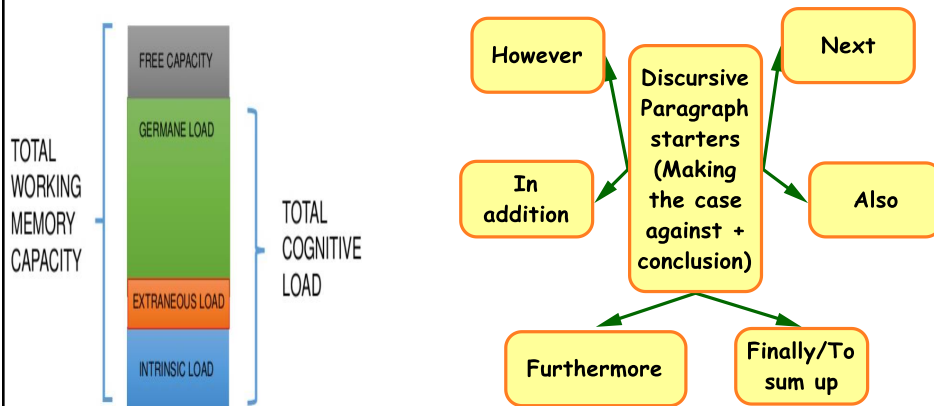 FREE CAPACITY
GERMANE LOAD
TOTAL
WORKING
MEMORY
CAPACITY
TOTAL
COGNITIVE
LOAD
EXTRANEOUS LOAD
INTRINSIC LOAD
However
Discursive
Paragraph
starters
(Making
the case
against +
conclusion)
Next
In
addition
Also
Furthermore
Finally/To
sum up